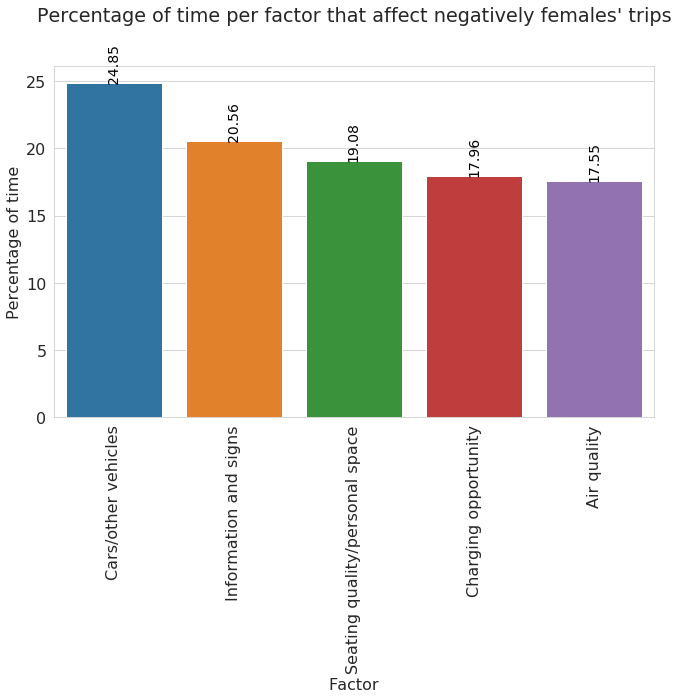 Percentage of time per factor that affect negatively females' trips
Percentage of time
25
20
15
10
5
0
24.85
20.56
19.08
17.96
17.55
Cars/other vehicles
Information and signs
Seating quality/personal space
Charging opportunity
Air quality
Factor